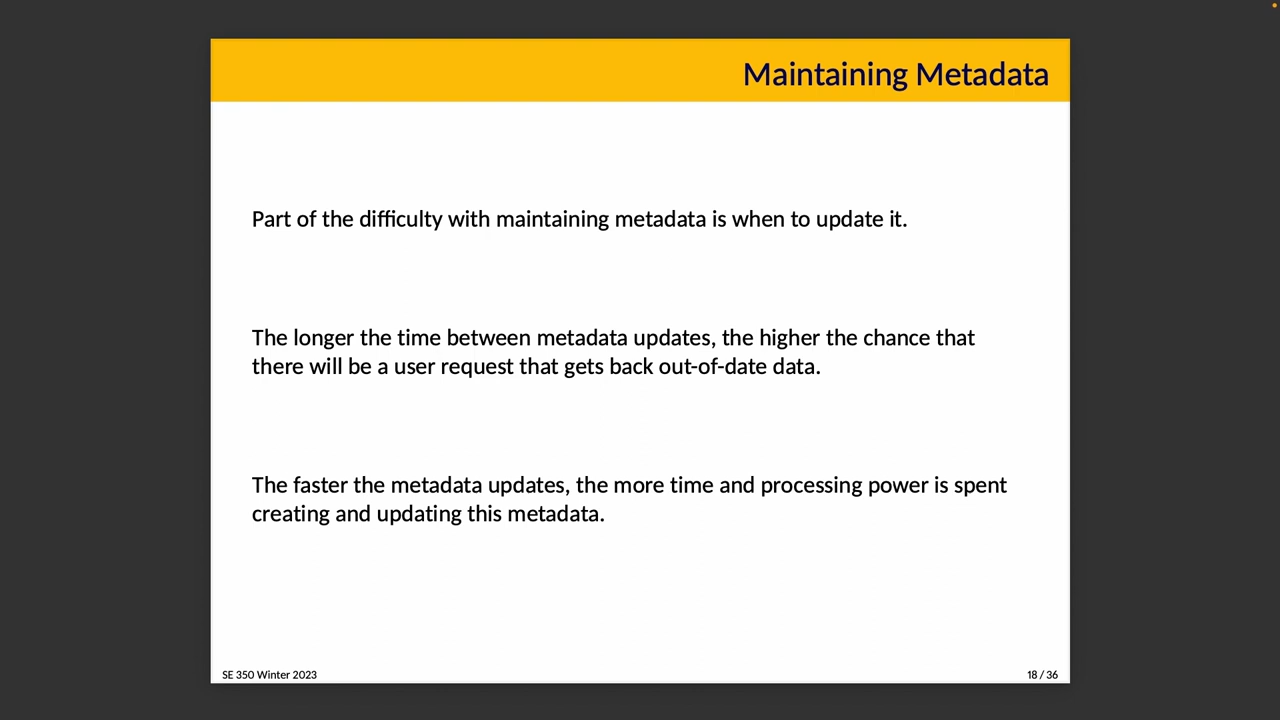 Maintaining Metadata
Part of the difficulty with maintaining metadata is when to update it.
The longer the time between metadata updates, the higher the chance that
there will be a user request that gets back out-of-date data.
The faster the metadata updates, the more time and processing power is spent
creating and updating this metadata.
SE 350 Winter 2023
18 / 36